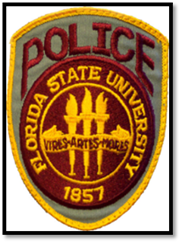 POLICE
FLORIDA STATE UNIVERSITY
VIRES·ARTES·MORES
1857